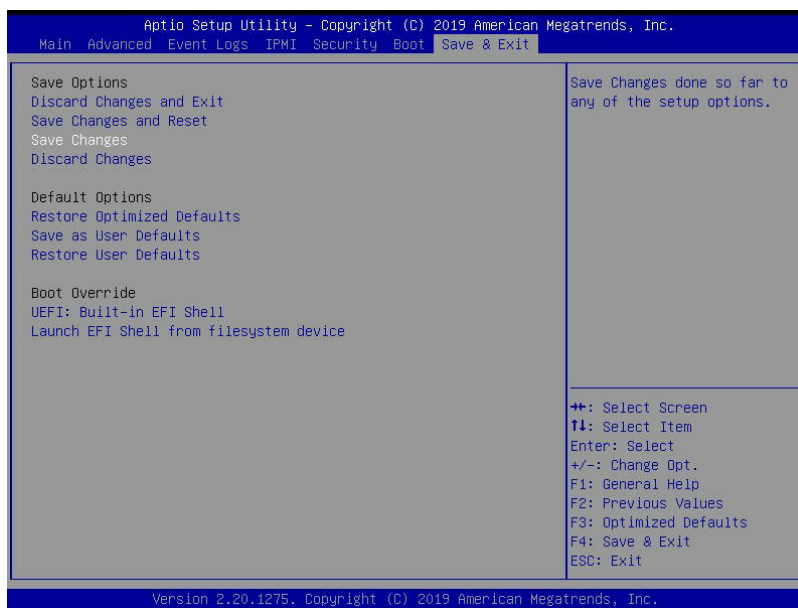 Aptio Setup Utility – Copyright (C) 2019 American Megatrends, Inc.
Main Advanced Event Logs IPMI Security Boot Save & Exit
Save Options
Discard Changes and Exit
Save Changes and Reset
Save Changes
Discard Changes
Default Options
Restore Optimized Defaults
Save as User Defaults
Restore User Defaults
Boot Override
UEFI: Built-in EFI Shell
Launch EFI Shell from filesystem device
Save Changes done so far to
any of the setup options.
→←: Select Screen
↑↓: Select Item
Enter: Select
+/-: Change Opt.
F1: General Help
F2: Previous Values
F3: Optimized Defaults
F4: Save & Exit
ESC: Exit
Version 2.20.1275. Copyright (C) 2019 American Megatrends, Inc.